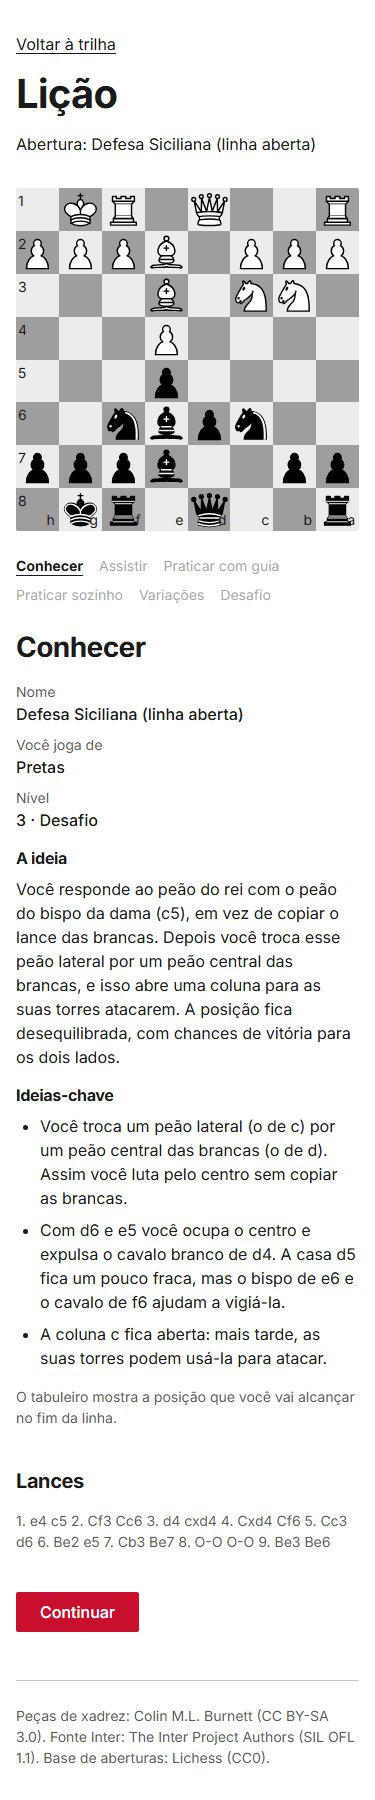 Voltar à trilha
Lição
Abertura: Defesa Siciliana (linha aberta)
1
2
3
4
5
6
7
8
h g f e d c b a
Conhecer Assistir Praticar com guia
Praticar sozinho Variações Desafio
Conhecer
Nome
Defesa Siciliana (linha aberta)
Você joga de
Pretas
Nível
3 · Desafio
A ideia
Você responde ao peão do rei com o peão
do bispo da dama (c5), em vez de copiar o
lance das brancas. Depois você troca esse
peão lateral por um peão central das
brancas, e isso abre uma coluna para as
suas torres atacarem. A posição fica
desequilibrada, com chances de vitória para
os dois lados.
Ideias-chave
• Você troca um peão lateral (o de c) por
um peão central das brancas (o de d).
Assim você luta pelo centro sem copiar
as brancas.
• Com d6 e e5 você ocupa o centro e
expulsa o cavalo branco de d4. A casa d5
fica um pouco fraca, mas o bispo de e6 e
o cavalo de f6 ajudam a vigiá-la.
• A coluna c fica aberta: mais tarde, as
suas torres podem usá-la para atacar.
O tabuleiro mostra a posição que você vai alcançar
no fim da linha.
Lances
1. e4 c5 2. Cf3 Cc6 3. d4 cxd4 4. Cxd4 Cf6 5. Cc3
d6 6. Be2 e5 7. Cb3 Be7 8. O-O O-O 9. Be3 Be6
Continuar
Peças de xadrez: Colin M.L. Burnett (CC BY-SA
3.0). Fonte Inter: The Inter Project Authors (SIL OFL
1.1). Base de aberturas: Lichess (CC0).